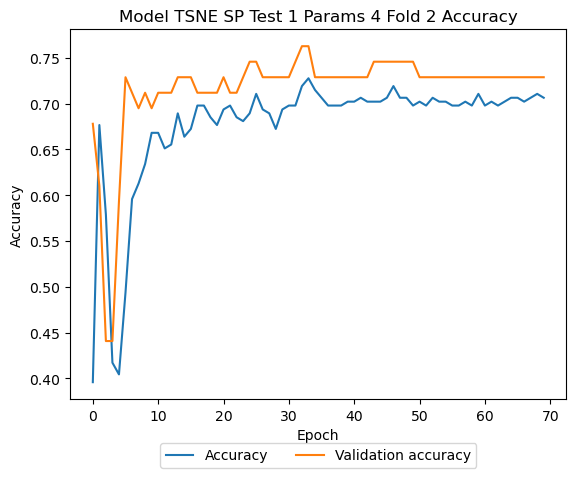 Model TSNE SP Test 1 Params 4 Fold 2 Accuracy
Accuracy
0.75
0.70
0.65
0.60
0.55
0.50
0.45
0.40
0 10 20 30 40 50 60 70
Epoch
Accuracy Validation accuracy